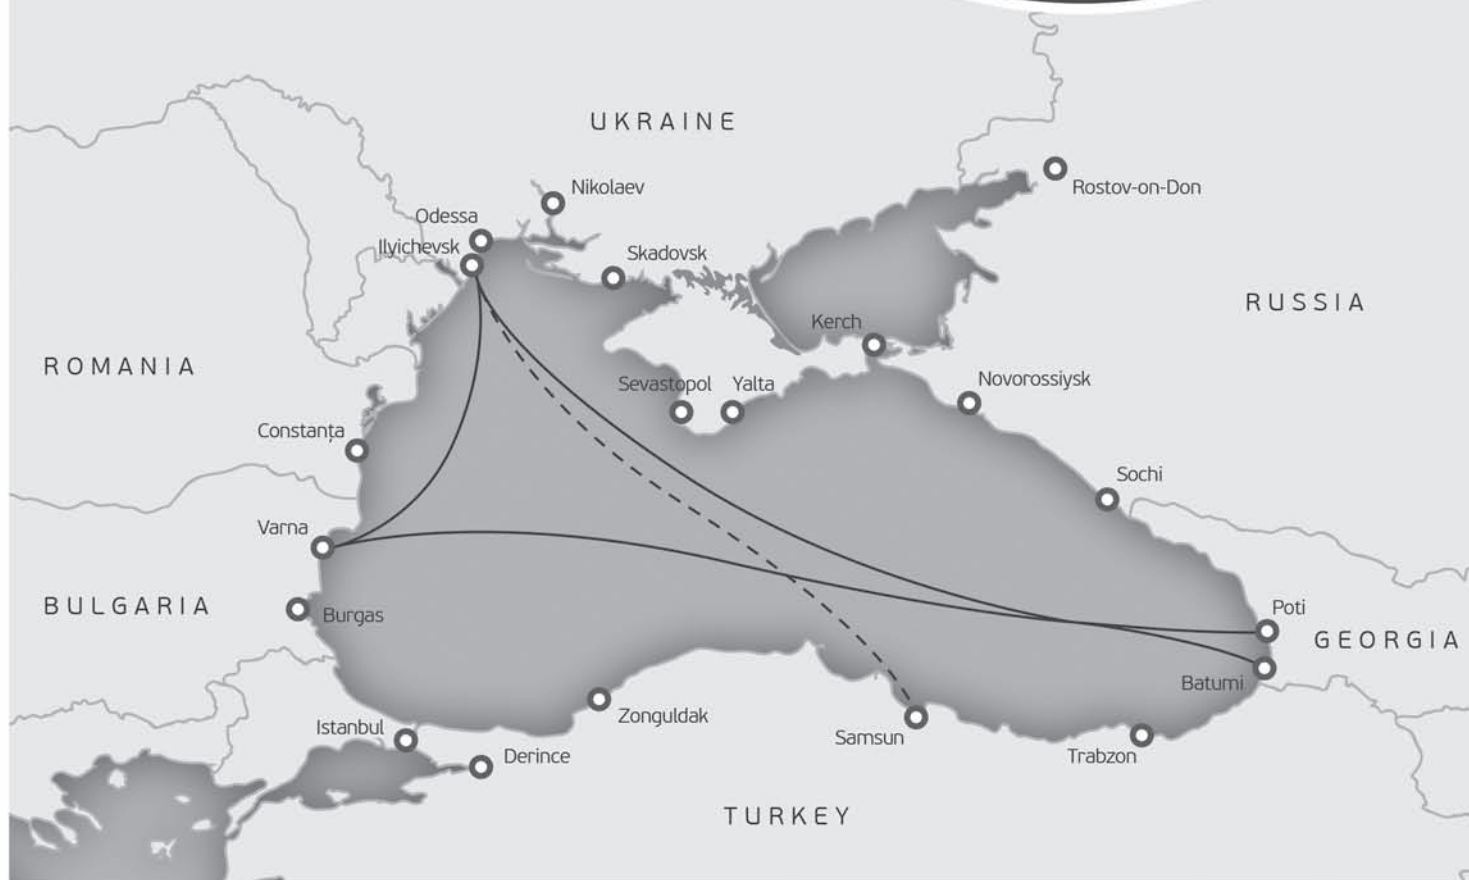 UKRAINE
Rostov-on-Don
Nikolaev
Odessa
Ilyichevsk
Skadovsk
RUSSIA
Kerch
ROMANIA
Sevastopol
Yalta
Novorossiysk
Constanța
Sochi
Varna
BULGARIA
Burgas
Poti
GEORGIA
Batumi
Zonguldak
Istanbul
Samsun
Derince
Trabzon
TURKEY